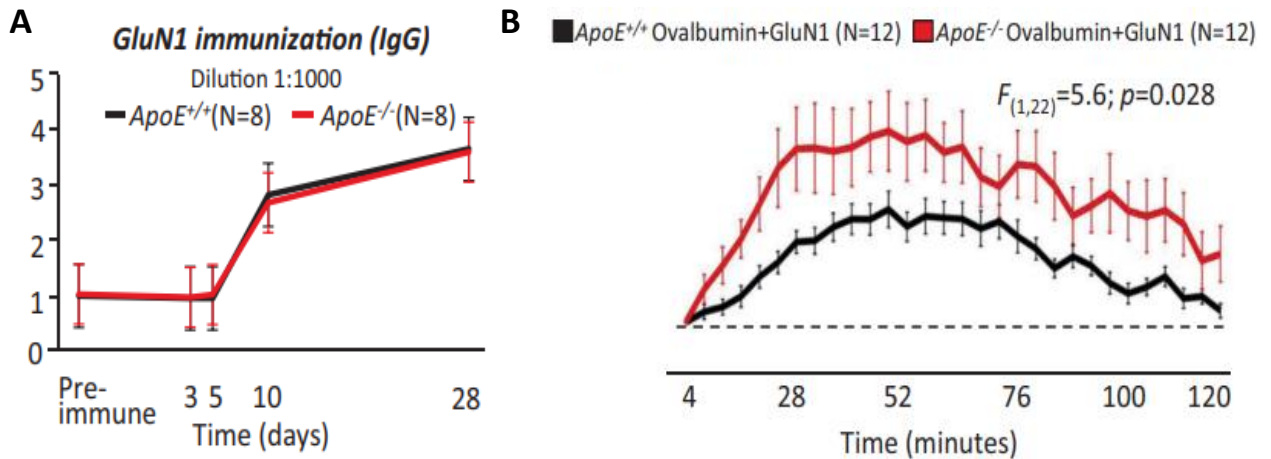 A
GluN1 immunization (IgG)
Dilution 1:1000
ApoE+/+(N=8) ApoE-/-(N=8)
5
4
3
2
1
0
Pre-
immune 3 5 10 28
Time (days)
B
ApoE+/+ Ovalbumin+GluN1 (N=12) ApoE-/- Ovalbumin+GluN1 (N=12)
F(1,22)=5.6; p=0.028
4 28 52 76 100 120
Time (minutes)